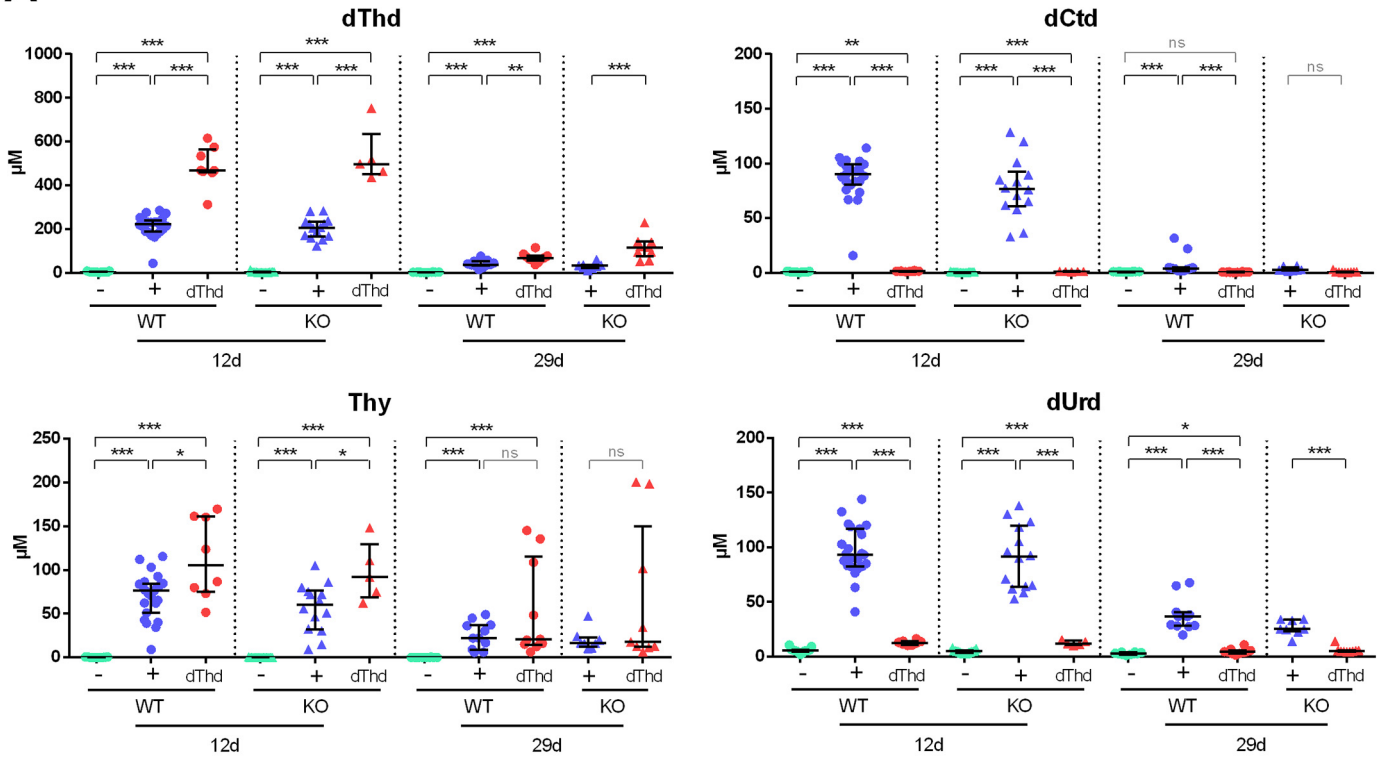 dThd
1000
800
600
400
200
0
µM
*** *** *** ***
*** *** *** *** *** ** ***
- + dThd - + dThd - + dThd + dThd
WT KO WT KO
12d 29d
dCtd
200
150
100
50
0
µM
** *** ns
*** *** *** *** *** *** ns
- + dThd - + dThd - + dThd + dThd
WT KO WT KO
12d 29d
Thy
250
200
150
100
50
0
µM
*** *** ***
*** * *** * *** ns ns
- + dThd - + dThd - + dThd + dThd
WT KO WT KO
12d 29d
dUrd
200
150
100
50
0
µM
*** *** *
*** *** *** *** *** *** ***
- + dThd - + dThd - + dThd + dThd
WT KO WT KO
12d 29d